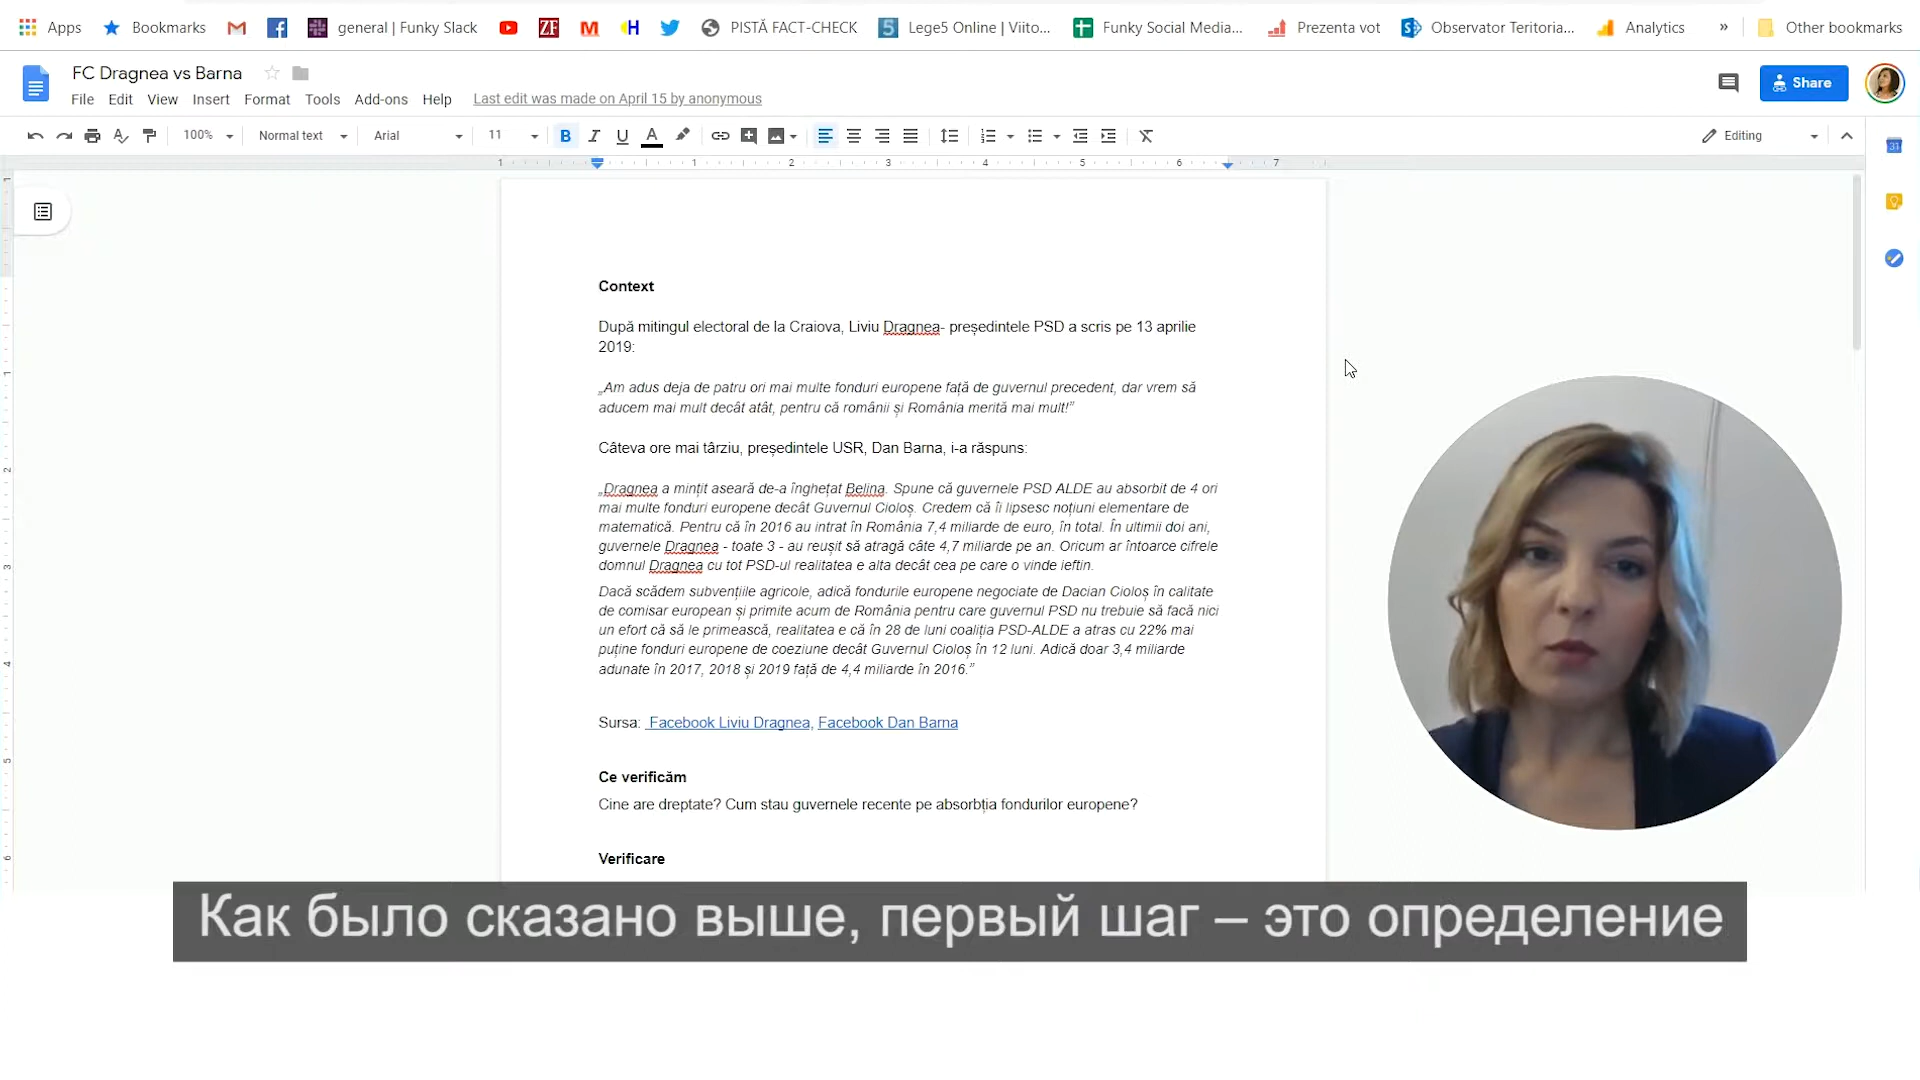 Apps Bookmarks general | Funky Slack ZF M H PISTĂ FACT-CHECK 5 Lege5 Online | Viito... Funky Social Media... Prezenta vot Observator Teritoria... Analytics » Other bookmarks
FC Dragnea vs Barna
Share
File Edit View Insert Format Tools Add-ons Help Last edit was made on April 15 by anonymous
100% Normal text Arial 11 B I U A Editing
1 1 2 3 4 5 6 7
31
Context
După mitingul electoral de la Craiova, Liviu Dragnea- președintele PSD a scris pe 13 aprilie
2019:
„Am adus deja de patru ori mai multe fonduri europene față de guvernul precedent, dar vrem să
aducem mai mult decât atât, pentru că românii și România merită mai mult!”
Câteva ore mai târziu, președintele USR, Dan Barna, i-a răspuns:
„Dragnea a mințit aseară de-a înghețat Belina. Spune că guvernele PSD ALDE au absorbit de 4 ori
mai multe fonduri europene decât Guvernul Cioloș. Credem că îi lipsesc noțiuni elementare de
matematică. Pentru că în 2016 au intrat în România 7,4 miliarde de euro, în total. În ultimii doi ani,
guvernele Dragnea - toate 3 - au reușit să atragă câte 4,7 miliarde pe an. Oricum ar întoarce cifrele
domnul Dragnea cu tot PSD-ul realitatea e alta decât cea pe care o vinde ieftin.
Dacă scădem subvențiile agricole, adică fondurile europene negociate de Dacian Cioloș în calitate
de comisar european și primite acum de România pentru care guvernul PSD nu trebuie să facă nici
un efort că să le primească, realitatea e că în 28 de luni coaliția PSD-ALDE a atras cu 22% mai
puține fonduri europene de coeziune decât Guvernul Cioloș în 12 luni. Adică doar 3,4 miliarde
adunate în 2017, 2018 și 2019 față de 4,4 miliarde în 2016.”
Sursa: Facebook Liviu Dragnea, Facebook Dan Barna
Ce verificăm
Cine are dreptate? Cum stau guvernele recente pe absorbția fondurilor europene?
Verificare
Как было сказано выше, первый шаг – это определение